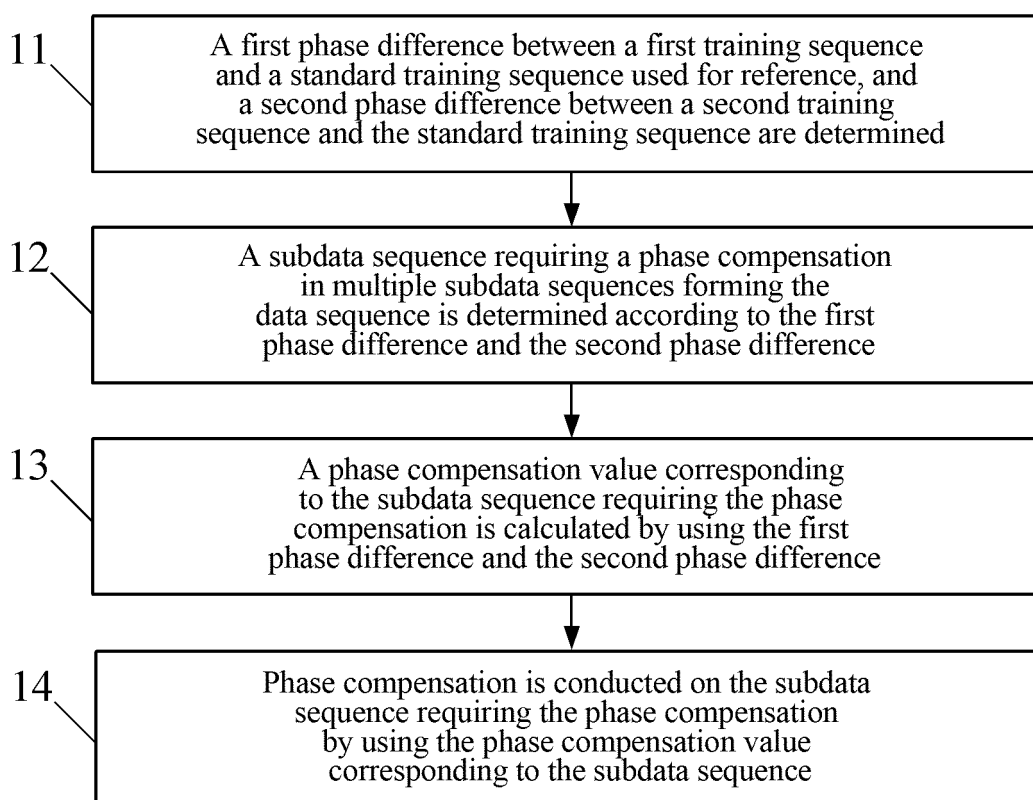 11
A first phase difference between a first training sequence
and a standard training sequence used for reference, and
a second phase difference between a second training
sequence and the standard training sequence are determined
12
A subdata sequence requiring a phase compensation
in multiple subdata sequences forming the
data sequence is determined according to the first
phase difference and the second phase difference
13
A phase compensation value corresponding
to the subdata sequence requiring the phase
compensation is calculated by using the first
phase difference and the second phase difference
14
Phase compensation is conducted on the subdata
sequence requiring the phase compensation
by using the phase compensation value
corresponding to the subdata sequence